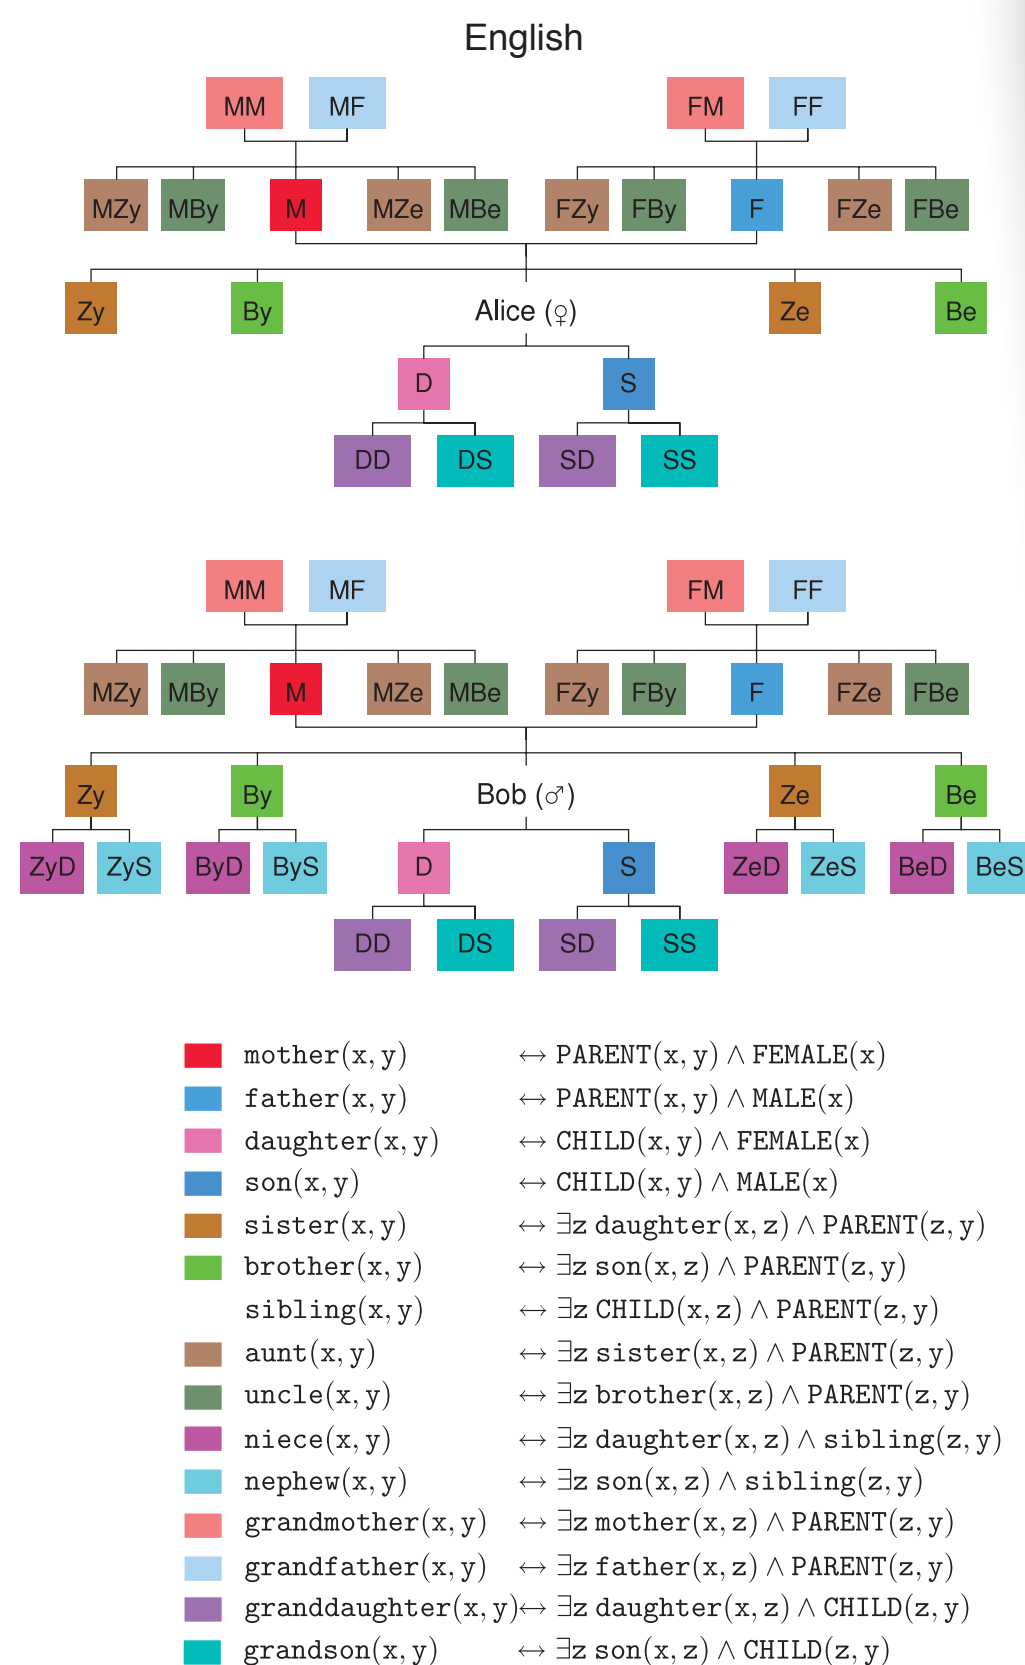 English
MM MF FM FF
MZy MBy M MZe MBe FZy FBy F FZe FBe
Zy By Alice (♀) Ze Be
D S
DD DS SD SS
MM MF FM FF
MZy MBy M MZe MBe FZy FBy F FZe FBe
Zy By Bob (♂) Ze Be
ZyD ZyS ByD ByS D S ZeD ZeS BeD BeS
DD DS SD SS
mother(x, y) ↔ PARENT(x, y) ∧ FEMALE(x)
father(x, y) ↔ PARENT(x, y) ∧ MALE(x)
daughter(x, y) ↔ CHILD(x, y) ∧ FEMALE(x)
son(x, y) ↔ CHILD(x, y) ∧ MALE(x)
sister(x, y) ↔ ∃z daughter(x, z) ∧ PARENT(z, y)
brother(x, y) ↔ ∃z son(x, z) ∧ PARENT(z, y)
sibling(x, y) ↔ ∃z CHILD(x, z) ∧ PARENT(z, y)
aunt(x, y) ↔ ∃z sister(x, z) ∧ PARENT(z, y)
uncle(x, y) ↔ ∃z brother(x, z) ∧ PARENT(z, y)
niece(x, y) ↔ ∃z daughter(x, z) ∧ sibling(z, y)
nephew(x, y) ↔ ∃z son(x, z) ∧ sibling(z, y)
grandmother(x, y) ↔ ∃z mother(x, z) ∧ PARENT(z, y)
grandfather(x, y) ↔ ∃z father(x, z) ∧ PARENT(z, y)
granddaughter(x, y) ↔ ∃z daughter(x, z) ∧ CHILD(z, y)
grandson(x, y) ↔ ∃z son(x, z) ∧ CHILD(z, y)